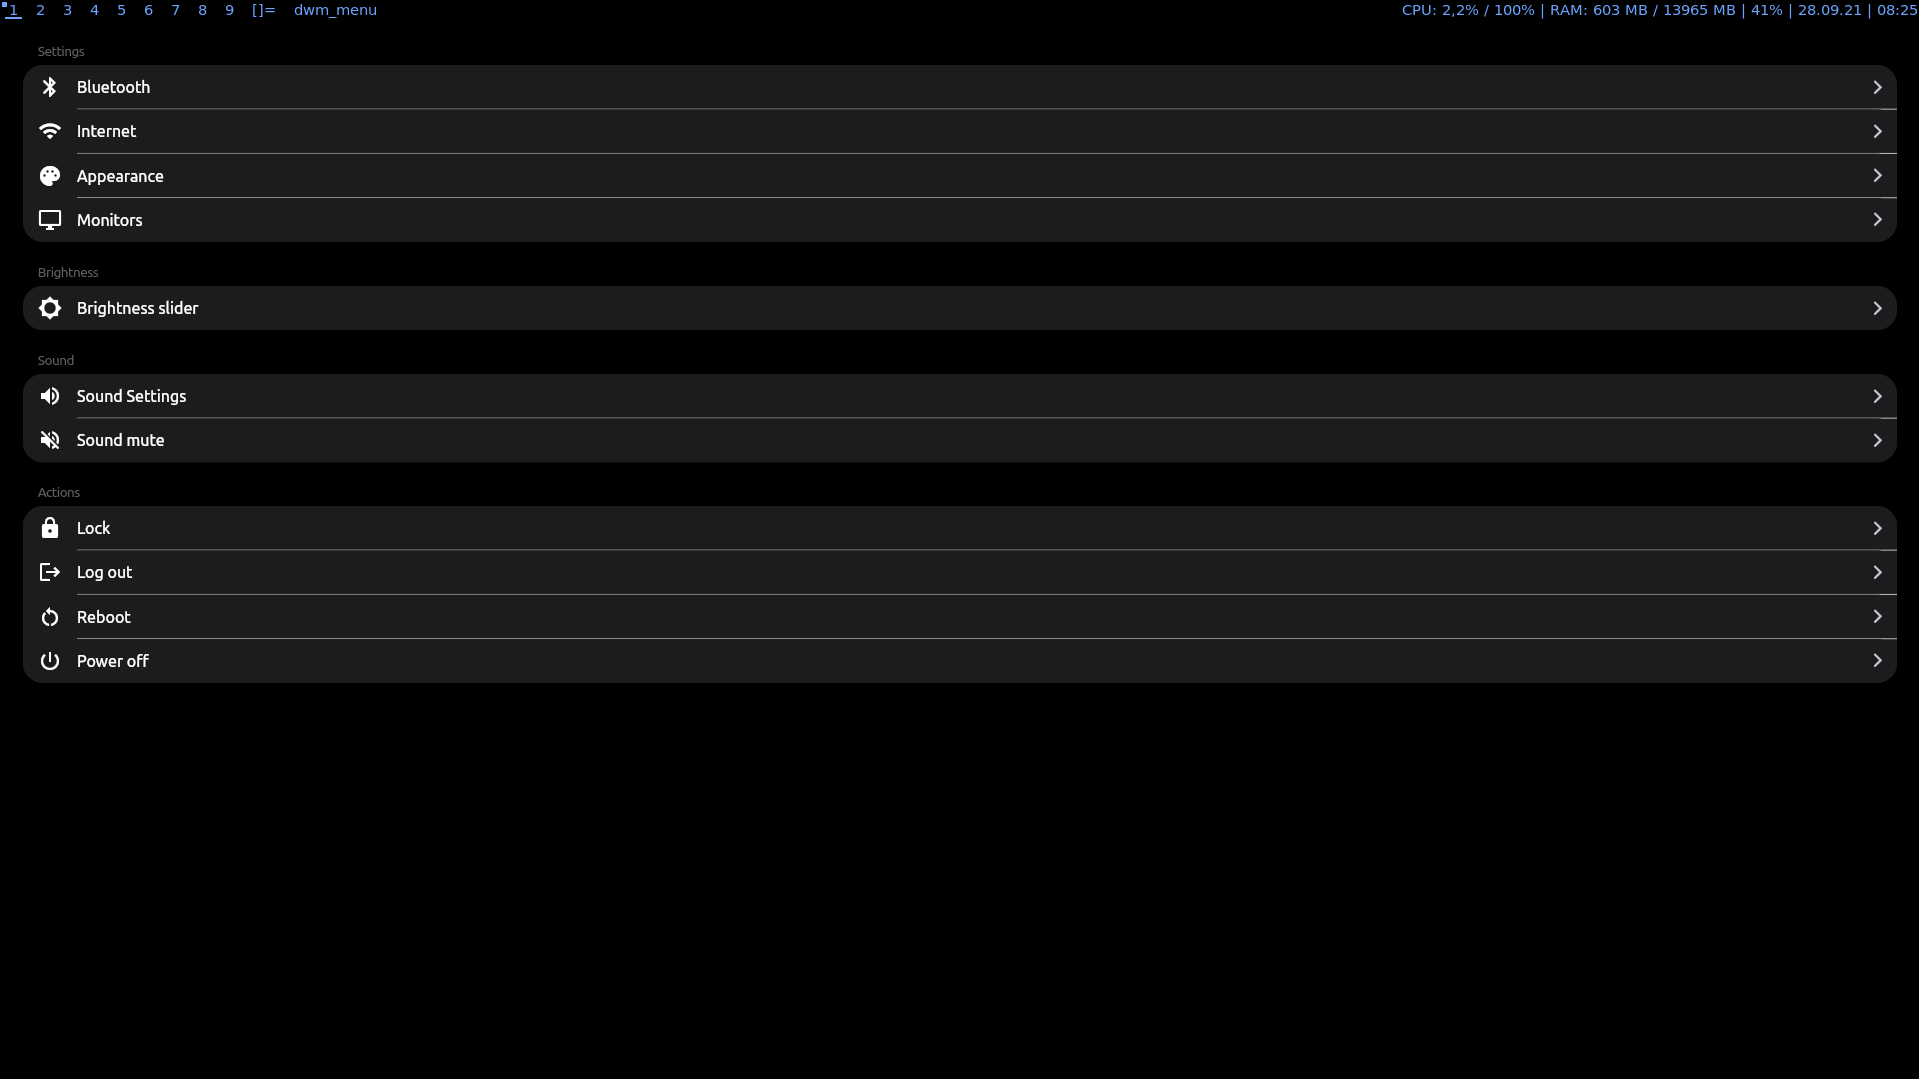 1 2 3 4 5 6 7 8 9 []= dwm_menu CPU: 2,2% / 100% | RAM: 603 MB / 13965 MB | 41% | 28.09.21 | 08:25
Settings
Bluetooth
Internet
Appearance
Monitors
Brightness
Brightness slider
Sound
Sound Settings
Sound mute
Actions
Lock
Log out
Reboot
Power off